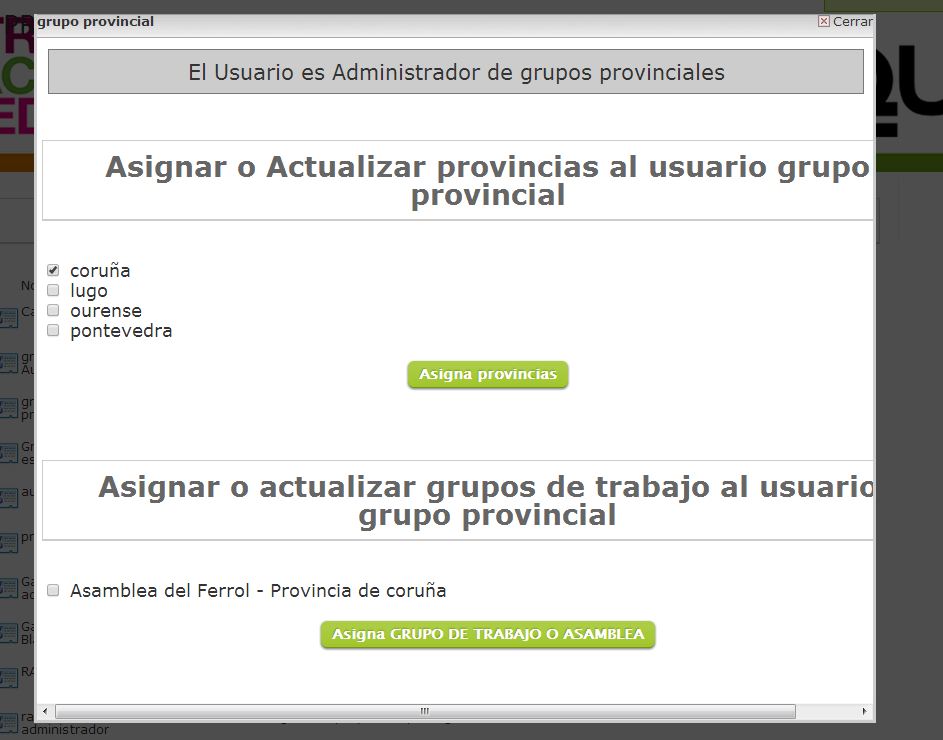 grupo provincial
Cerrar
El Usuario es Administrador de grupos provinciales
Asignar o Actualizar provincias al usuario grupo
provincial
coruña
lugo
ourense
pontevedra
Asigna provincias
Asignar o actualizar grupos de trabajo al usuario
grupo provincial
Asamblea del Ferrol - Provincia de coruña
Asigna GRUPO DE TRABAJO O ASAMBLEA
administrador